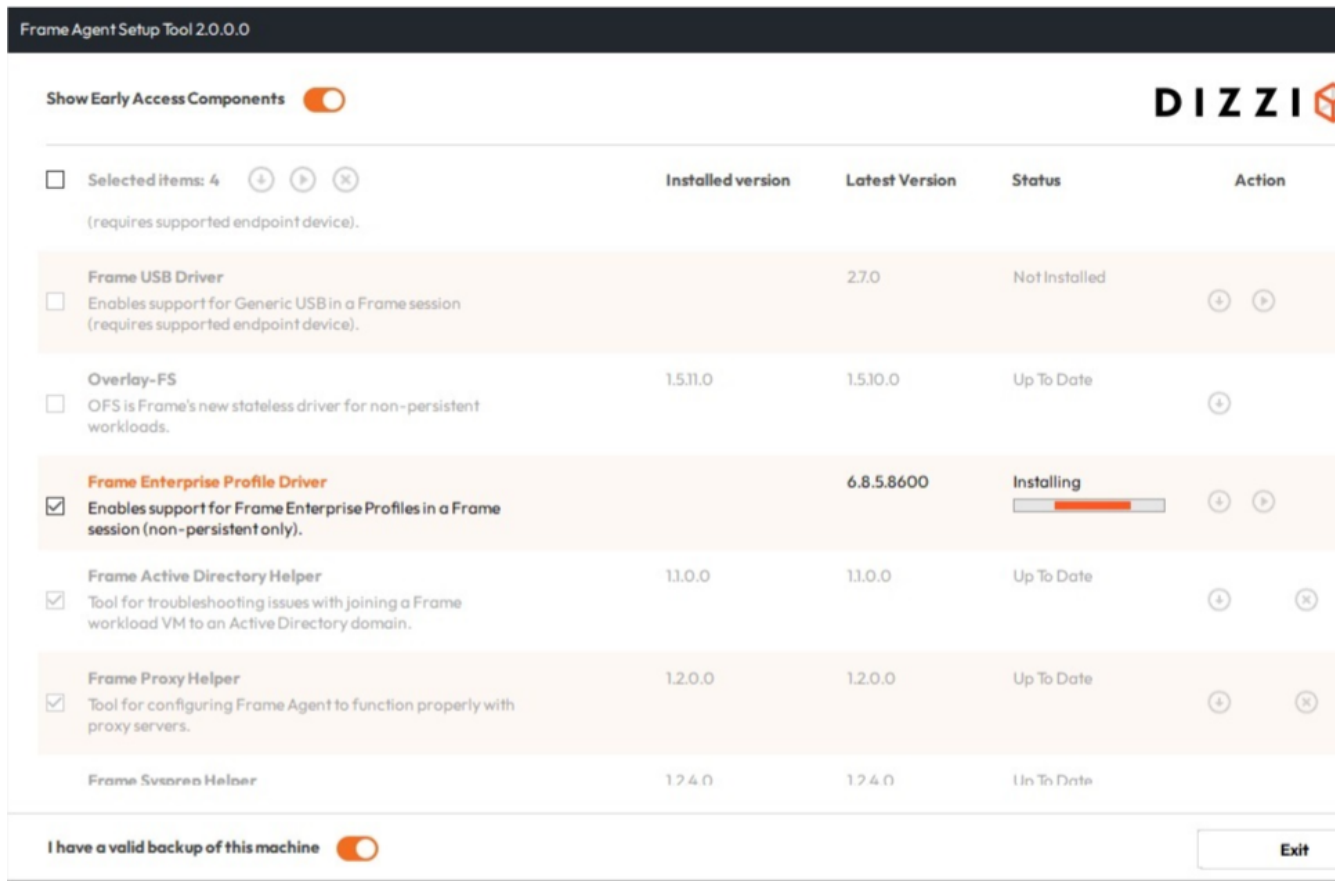 Frame Agent Setup Tool 2.0.0.0
Show Early Access Components
DIZZI
Selected items: 4 Installed version Latest Version Status Action
(requires supported endpoint device).
Frame USB Driver 2.7.0 Not Installed
Enables support for Generic USB in a Frame session
(requires supported endpoint device).
Overlay-FS 1.5.11.0 1.5.10.0 Up To Date
OFS is Frame's new stateless driver for non-persistent
workloads.
Frame Enterprise Profile Driver 6.8.5.8600 Installing
Enables support for Frame Enterprise Profiles in a Frame
session (non-persistent only).
Frame Active Directory Helper 1.1.0.0 1.1.0.0 Up To Date
Tool for troubleshooting issues with joining a Frame
workload VM to an Active Directory domain.
Frame Proxy Helper 1.2.0.0 1.2.0.0 Up To Date
Tool for configuring Frame Agent to function properly with
proxy servers.
Frame Sysprep Helper 1.2.4.0 1.2.4.0 Up To Date
I have a valid backup of this machine
Exit